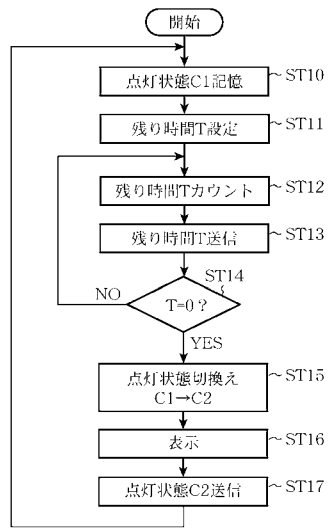 開始
点灯状態C1記憶
ST10
残り時間T設定
ST11
残り時間Tカウント
ST12
残り時間T送信
ST13
ST14
T=0？
NO
YES
点灯状態切換え
C1→C2
ST15
表示
ST16
点灯状態C2送信
ST17